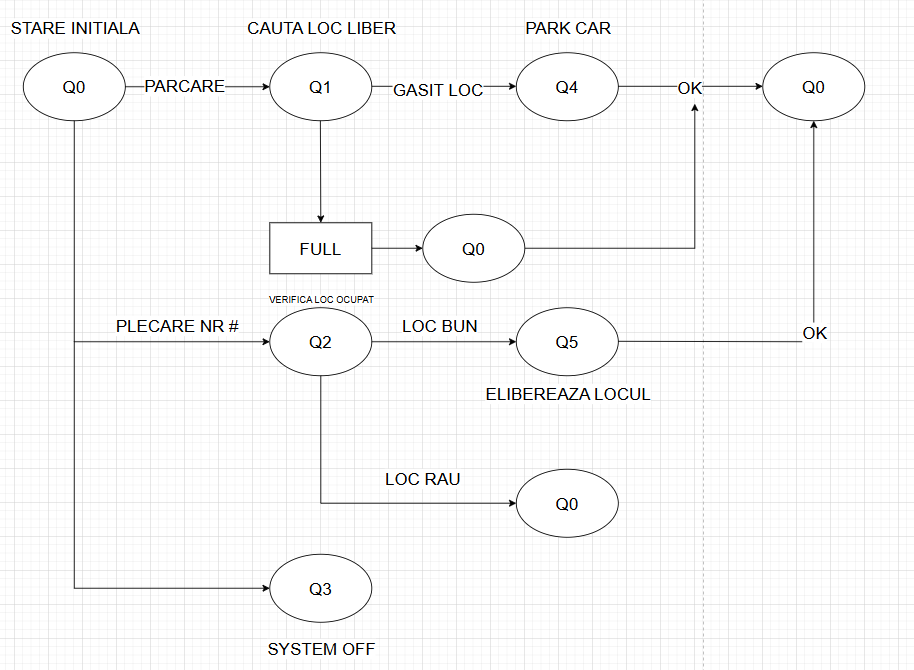 STARE INITIALA
CAUTA LOC LIBER
PARK CAR
Q0
PARCARE
Q1
GASIT LOC
Q4
OK
Q0
FULL
Q0
VERIFICA LOC OCUPAT
PLECARE NR #
Q2
LOC BUN
Q5
OK
ELIBEREAZA LOCUL
LOC RAU
Q0
Q3
SYSTEM OFF